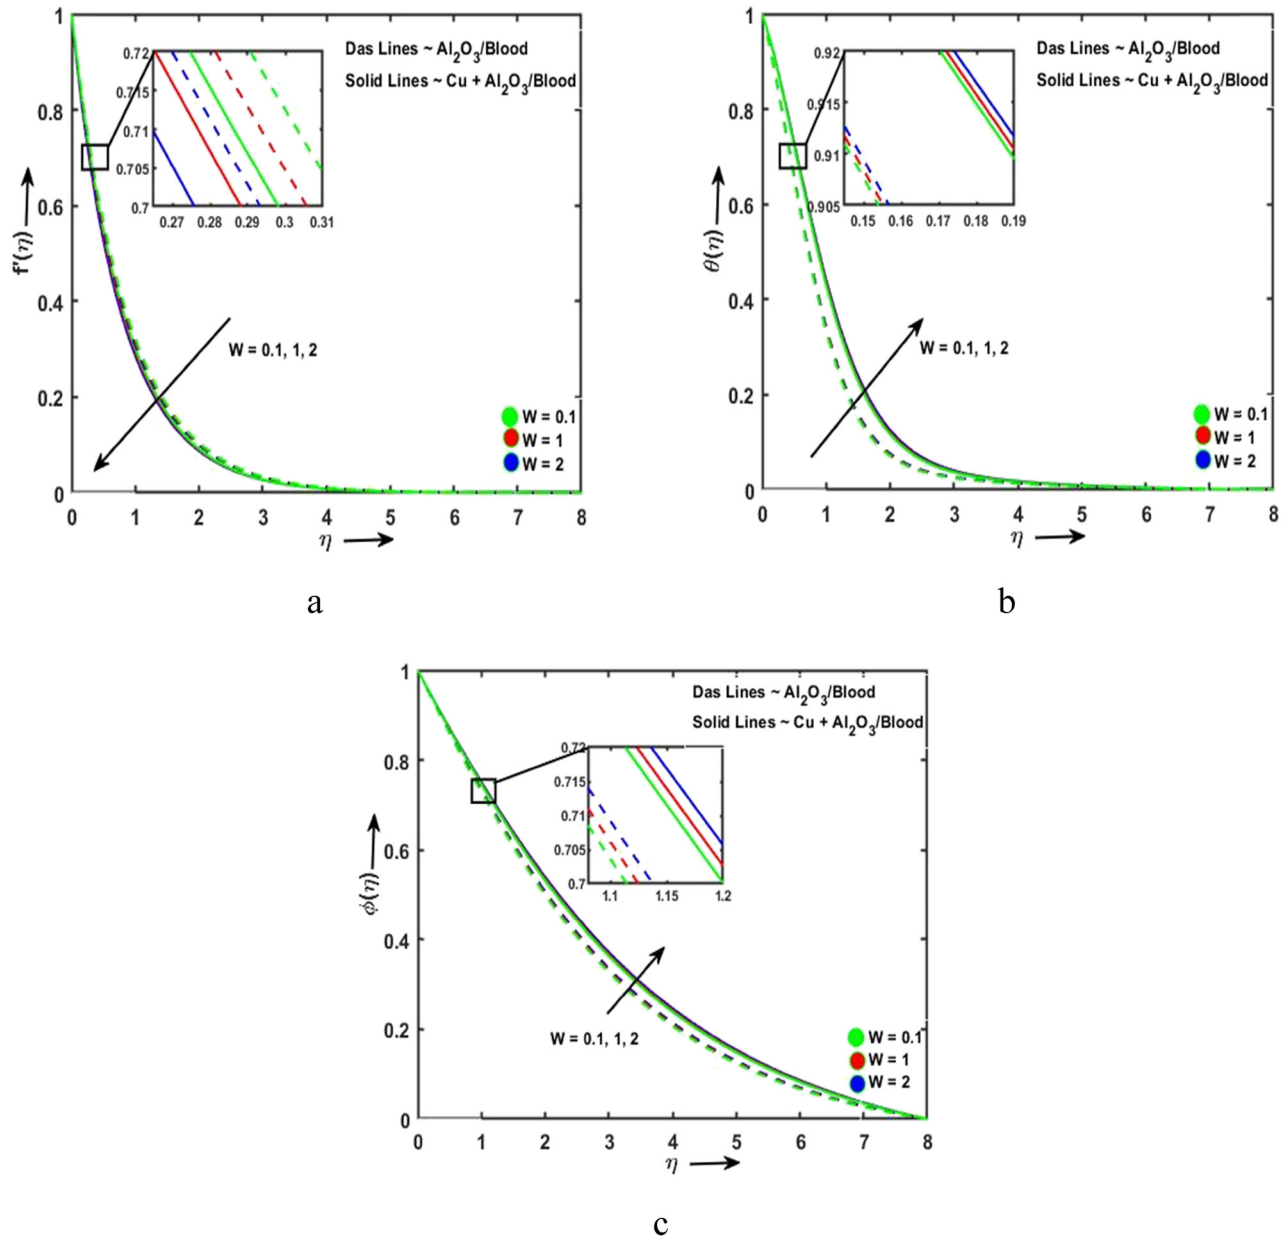 Das Lines ~ Al2O3/Blood
Solid Lines ~ Cu + Al2O3/Blood
1
0.8
0.6
0.4
0.2
0
f'(η)
0.72
0.715
0.71
0.705
0.7
0.27 0.28 0.29 0.3 0.31
W = 0.1, 1, 2
W = 0.1
W = 1
W = 2
0 1 2 3 4 5 6 7 8
η
a
Das Lines ~ Al2O3/Blood
Solid Lines ~ Cu + Al2O3/Blood
1
0.8
0.6
0.4
0.2
0
θ(η)
0.92
0.915
0.91
0.905
0.15 0.16 0.17 0.18 0.19
W = 0.1, 1, 2
W = 0.1
W = 1
W = 2
0 1 2 3 4 5 6 7 8
η
b
Das Lines ~ Al2O3/Blood
Solid Lines ~ Cu + Al2O3/Blood
1
0.8
0.6
0.4
0.2
0
ϕ(η)
0.72
0.715
0.71
0.705
0.7
1.1 1.15 1.2
W = 0.1, 1, 2
W = 0.1
W = 1
W = 2
0 1 2 3 4 5 6 7 8
η
c